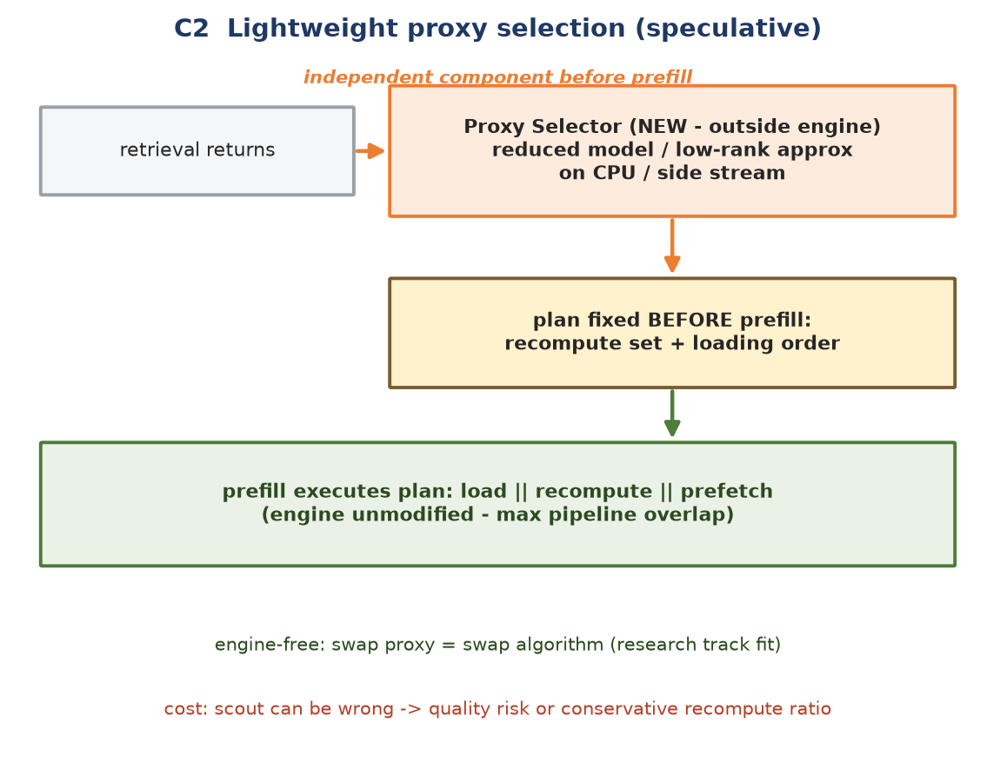 C2  Lightweight proxy selection (speculative)
independent component before prefill
retrieval returns
Proxy Selector (NEW - outside engine)
reduced model / low-rank approx
on CPU / side stream
plan fixed BEFORE prefill:
recompute set + loading order
prefill executes plan: load || recompute || prefetch
(engine unmodified - max pipeline overlap)
engine-free: swap proxy = swap algorithm (research track fit)
cost: scout can be wrong -> quality risk or conservative recompute ratio